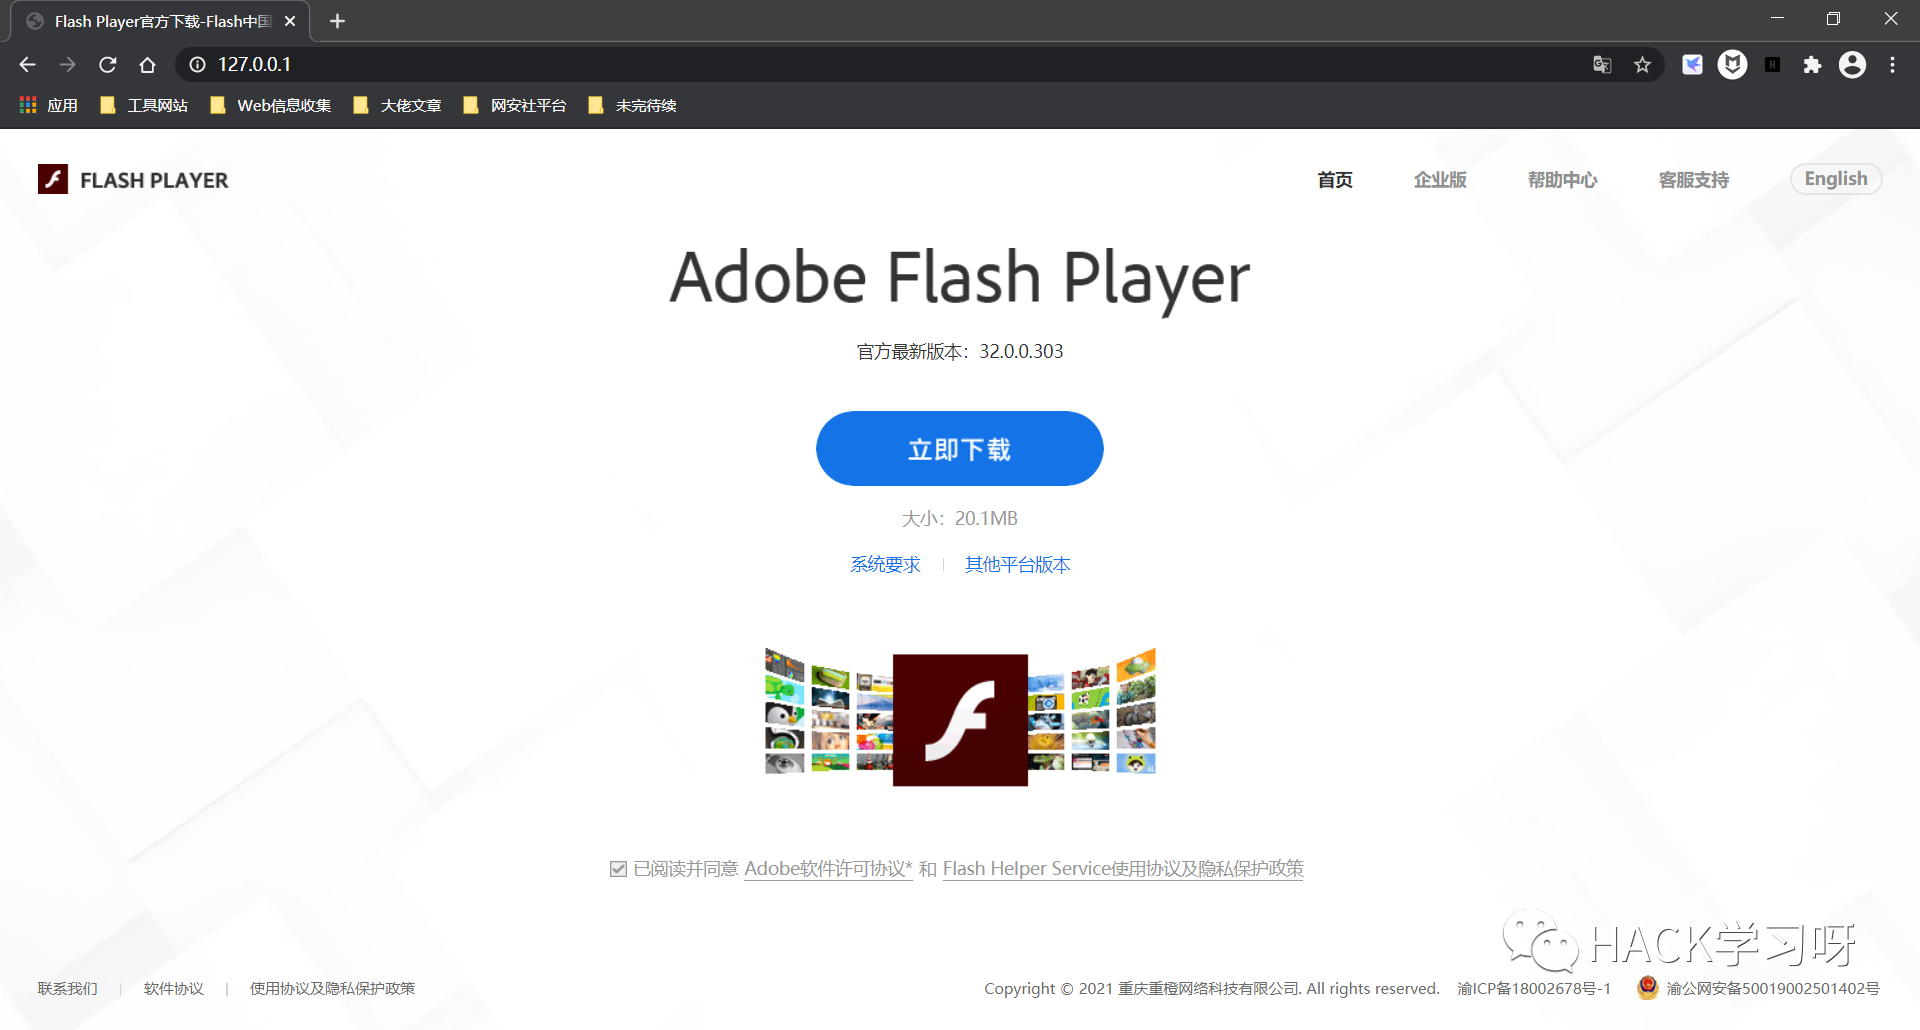 Flash Player官方下载-Flash中国
127.0.0.1
应用 工具网站 Web信息收集 大佬文章 网安社平台 未完待续
FLASH PLAYER 首页 企业版 帮助中心 客服支持 English
Adobe Flash Player
官方最新版本：32.0.0.303
立即下载
大小：20.1MB
系统要求 | 其他平台版本
已阅读并同意 Adobe软件许可协议* 和 Flash Helper Service使用协议及隐私保护政策
HACK学习呀
联系我们 | 软件协议 | 使用协议及隐私保护政策 Copyright © 2021 重庆重橙网络科技有限公司. All rights reserved. 渝ICP备18002678号-1 渝公网安备50019002501402号